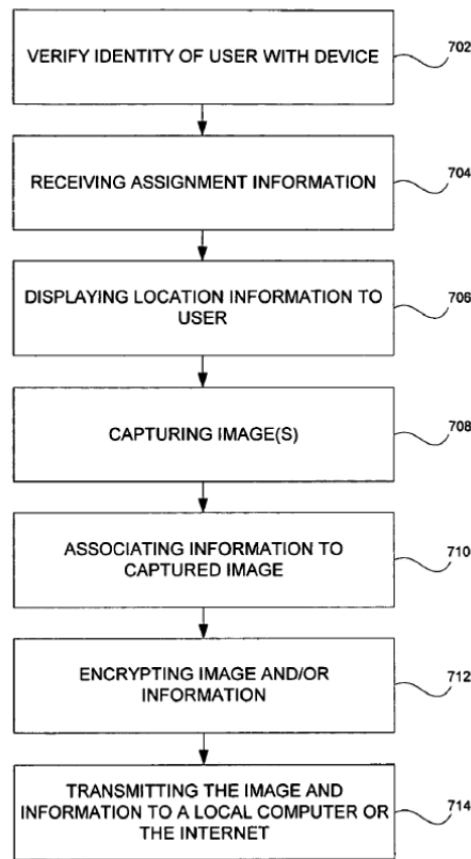 VERIFY IDENTITY OF USER WITH DEVICE
702
RECEIVING ASSIGNMENT INFORMATION
704
DISPLAYING LOCATION INFORMATION TO
USER
706
CAPTURING IMAGE(S)
708
ASSOCIATING INFORMATION TO
CAPTURED IMAGE
710
ENCRYPTING IMAGE AND/OR
INFORMATION
712
TRANSMITTING THE IMAGE AND
INFORMATION TO A LOCAL COMPUTER OR
THE INTERNET
714